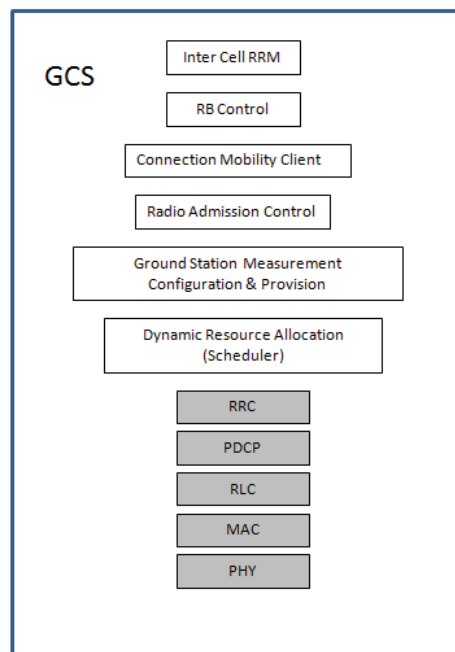 GCS
Inter Cell RRM
RB Control
Connection Mobility Client
Radio Admission Control
Ground Station Measurement
Configuration & Provision
Dynamic Resource Allocation
(Scheduler)
RRC
PDCP
RLC
MAC
PHY